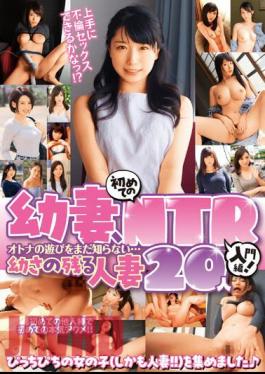 上手に
不倫セックス
できるかなっ!?
初めての
幼妻、NTR
オトナの遊びをまだ知らない…
幼さの残る人妻
20人
入門編!
ぴっちぴちの女の子(しかも人妻!!)を集めました♪